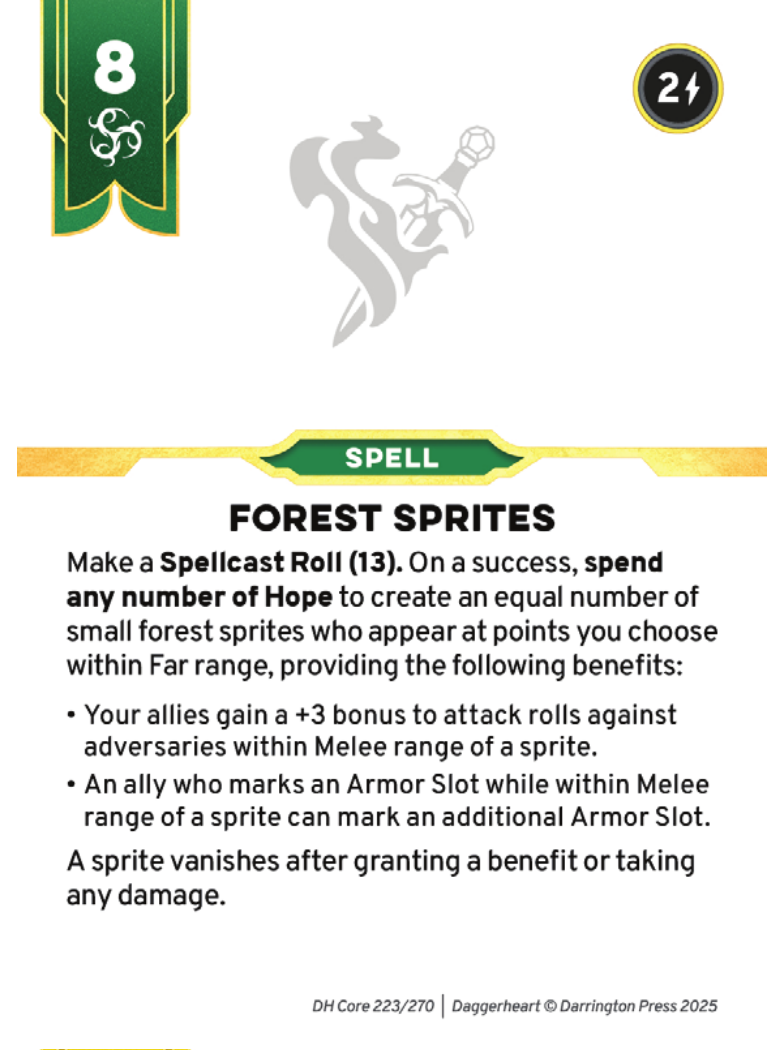 8
2
SPELL
FOREST SPRITES
Make a Spellcast Roll (13). On a success, spend
any number of Hope to create an equal number of
small forest sprites who appear at points you choose
within Far range, providing the following benefits:
• Your allies gain a +3 bonus to attack rolls against
adversaries within Melee range of a sprite.
• An ally who marks an Armor Slot while within Melee
range of a sprite can mark an additional Armor Slot.
A sprite vanishes after granting a benefit or taking
any damage.
DH Core 223/270 | Daggerheart © Darrington Press 2025